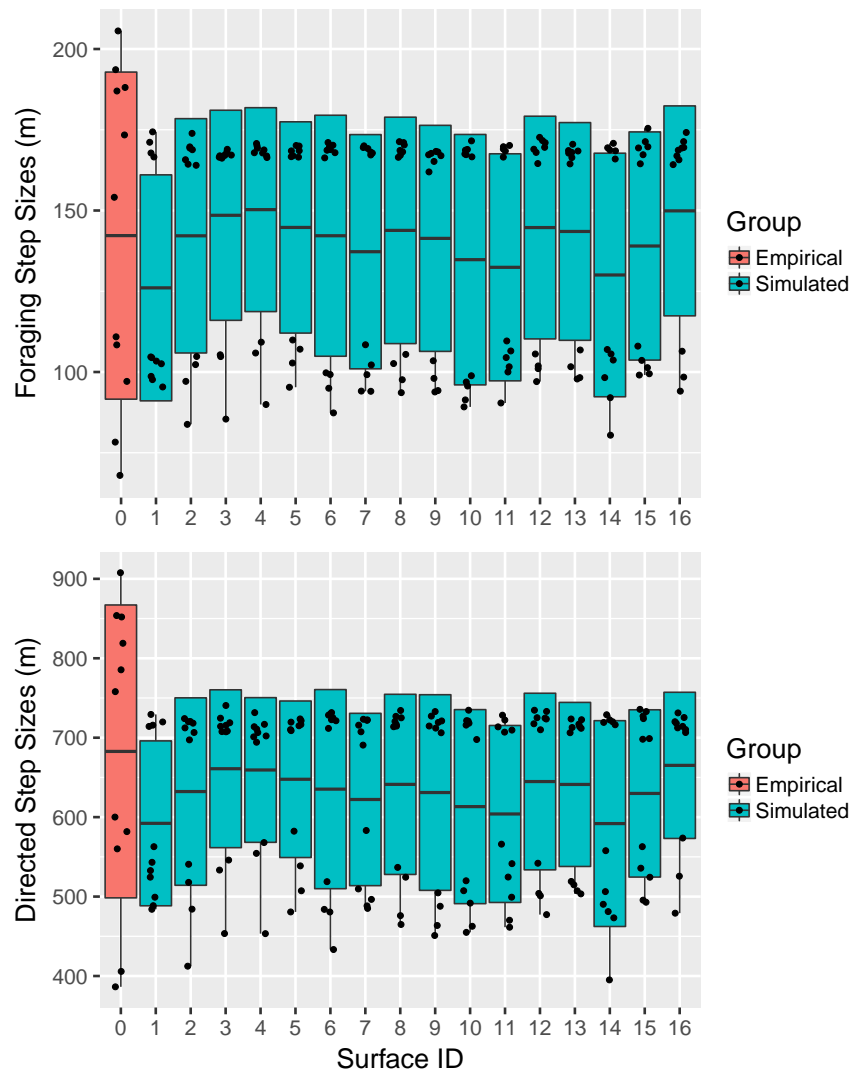 Foraging Step Sizes (m)
200
150
100
0 1 2 3 4 5 6 7 8 9 10 11 12 13 14 15 16
Group
Empirical
Simulated
Directed Step Sizes (m)
900
800
700
600
500
400
0 1 2 3 4 5 6 7 8 9 10 11 12 13 14 15 16
Surface ID
Group
Empirical
Simulated